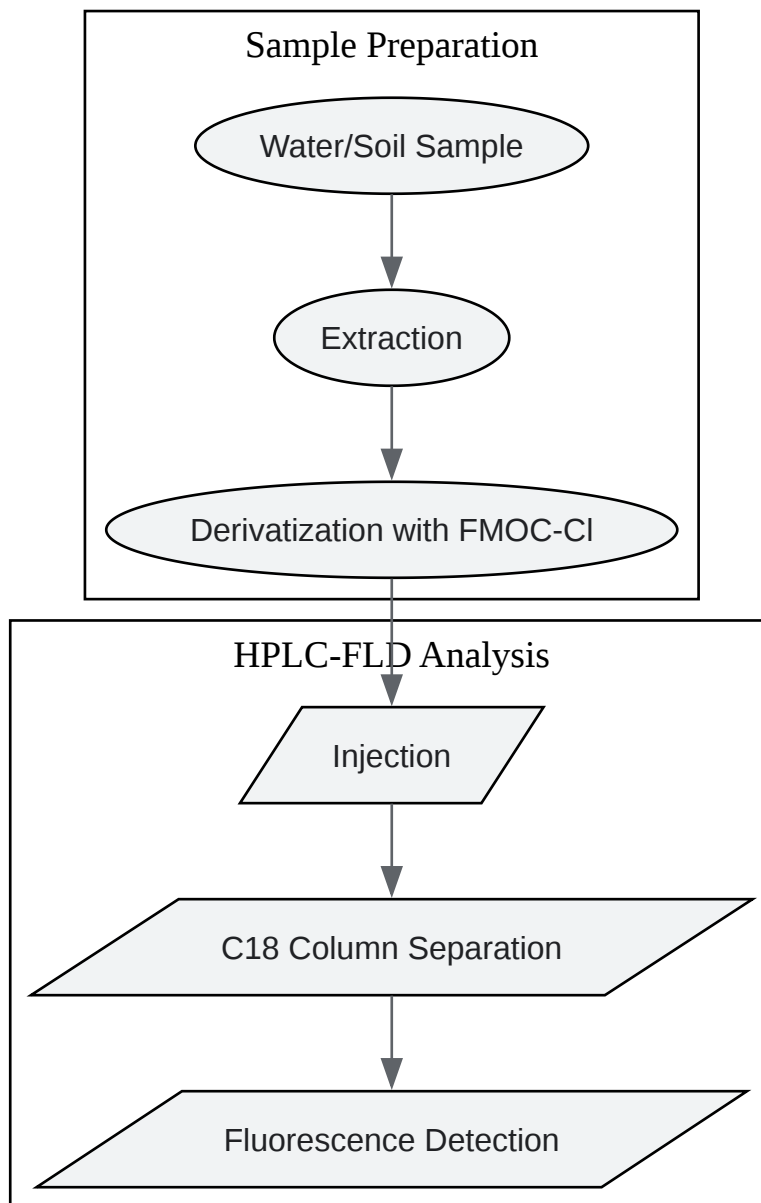 Sample Preparation
Water/Soil Sample
Extraction
Derivatization with FMOC-Cl
HPLC-FLD Analysis
Injection
C18 Column Separation
Fluorescence Detection